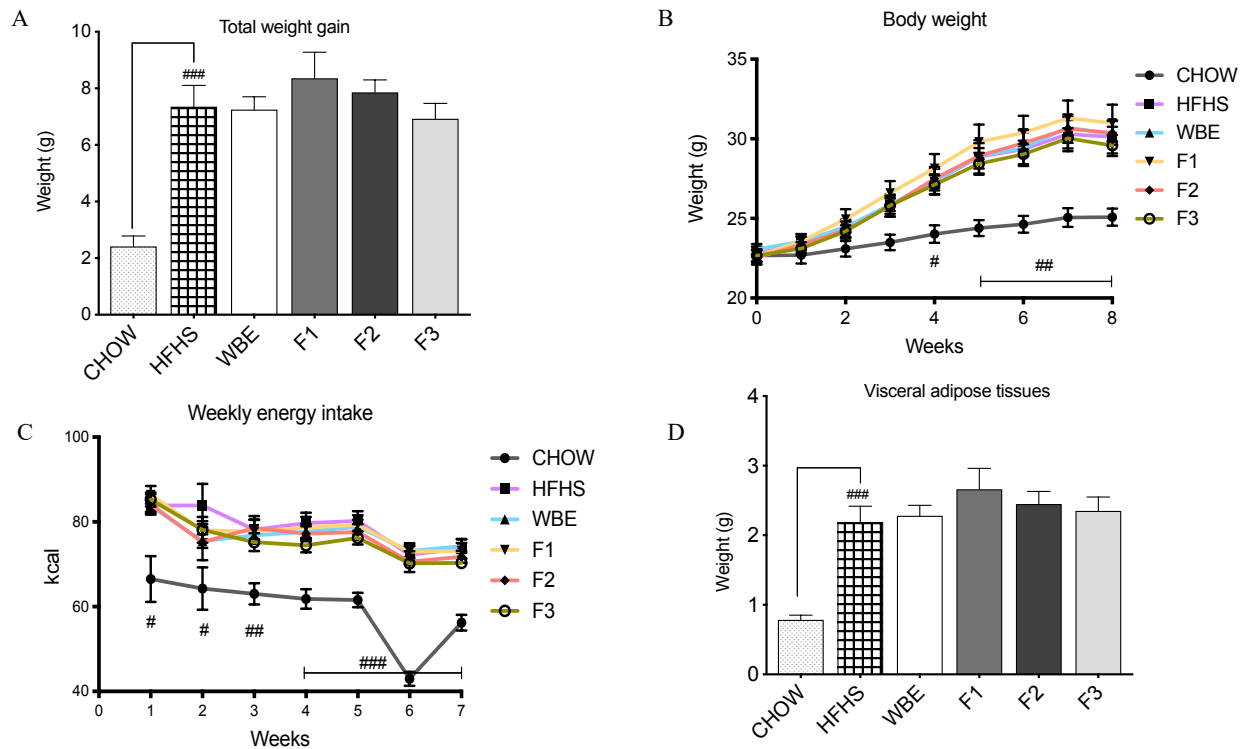 A
Total weight gain
Weight (g)
10
8
6
4
2
0
###
CHOW
HFHS
WBE
F1
F2
F3
B
Body weight
Weight (g)
35
30
25
20
#
##
0
2
4
6
8
Weeks
CHOW
HFHS
WBE
F1
F2
F3
C
Weekly energy intake
kcal
100
80
60
40
#
#
##
###
0
1
2
3
4
5
6
7
Weeks
CHOW
HFHS
WBE
F1
F2
F3
D
Visceral adipose tissues
Weight (g)
4
3
2
1
0
###
CHOW
HFHS
WBE
F1
F2
F3